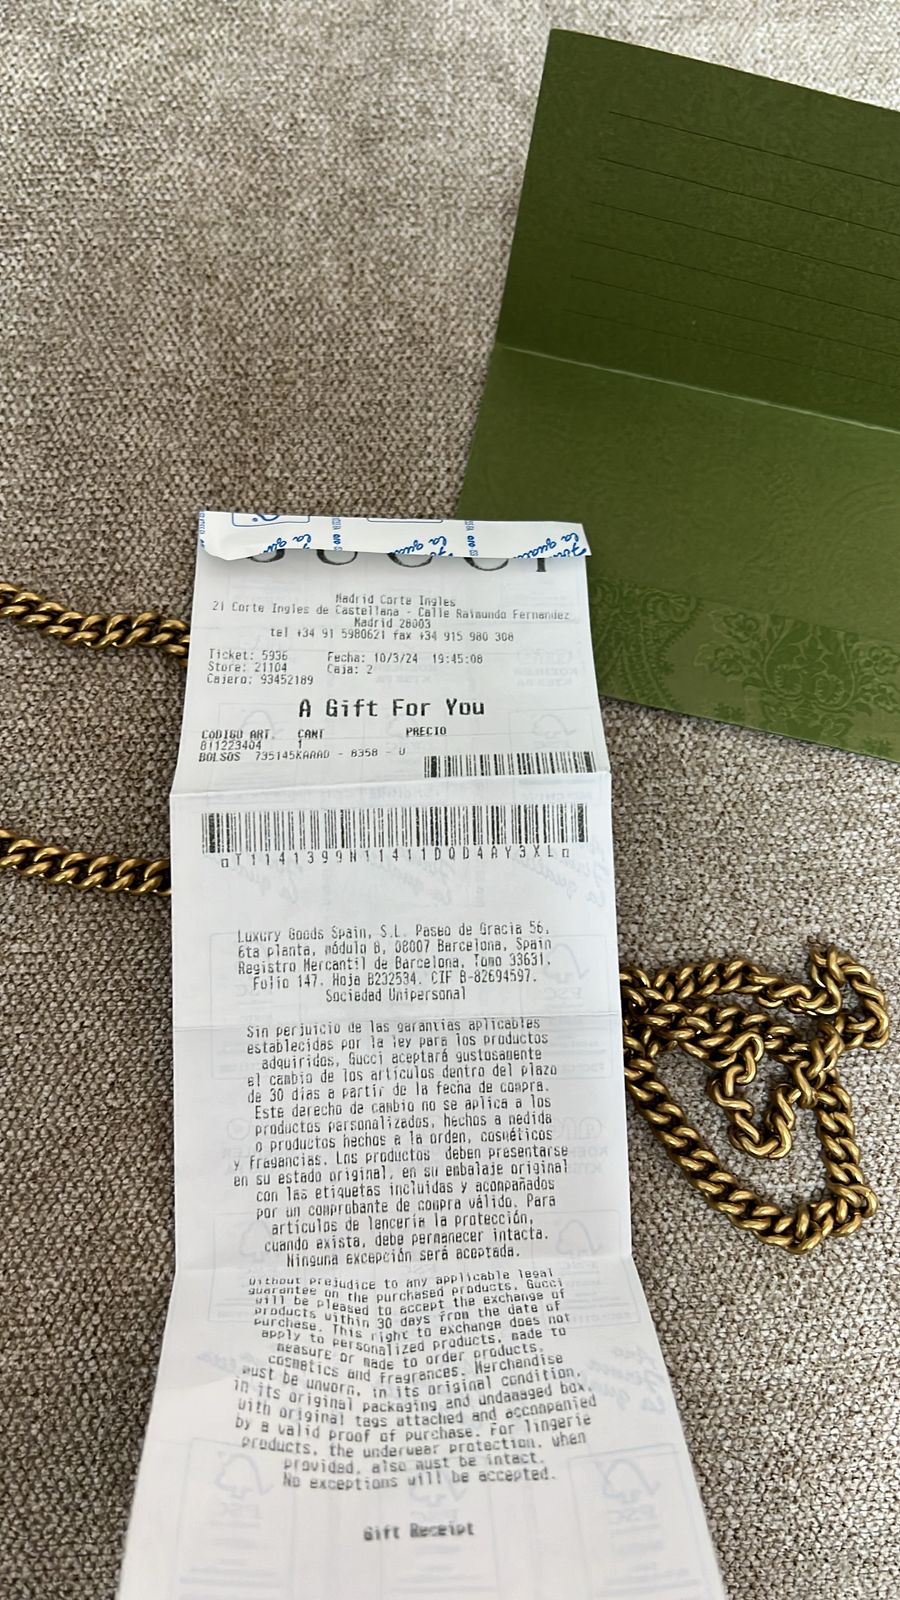 GUCCI
Madrid Corte Ingles
21 Corte Ingles de Castellana - Calle Raimundo Fernandez
Madrid 28003
tel +34 91 5980621 fax +34 915 980 308
Ticket: 5936 Fecha: 10/3/24 19:45:08
Store: 21104 Caja: 2
Cajero: 93452189
A Gift For You
CODIGO ART. CANT PRECIO
811223404 1
BOLSOS 735145KAAAD - 8358 - U
T1141399N11411DQD4AY3XL
Luxury Goods Spain, S.L. Paseo de Gracia 56,
6ta planta, módulo B, 08007 Barcelona, Spain
Registro Mercantil de Barcelona, Tomo 33631,
Folio 147, Hoja B232534, CIF B-82694597.
Sociedad Unipersonal
Sin perjuicio de las garantías aplicables
establecidas por la ley para los productos
adquiridos, Gucci aceptará gustosamente
el cambio de los artículos dentro del plazo
de 30 días a partir de la fecha de compra.
Este derecho de cambio no se aplica a los
productos personalizados, hechos a medida
o productos hechos a la orden, cosméticos
y fragancias. Los productos deben presentarse
en su estado original, en su embalaje original
con las etiquetas incluidas y acompañados
por un comprobante de compra válido. Para
artículos de lencería la protección,
cuando exista, debe permanecer intacta.
Ninguna excepción será aceptada.
Without prejudice to any applicable legal
guarantee on the purchased products, Gucci
will be pleased to accept the exchange of
products within 30 days from the date of
purchase. This right to exchange does not
apply to personalized products, made to
measure or made to order products,
cosmetics and fragrances. Merchandise
must be unworn, in its original condition,
in its original packaging and undamaged box,
with original tags attached and accompanied
by a valid proof of purchase. For lingerie
products, the underwear protection, when
provided, also must be intact.
No exceptions will be accepted.
Gift Receipt